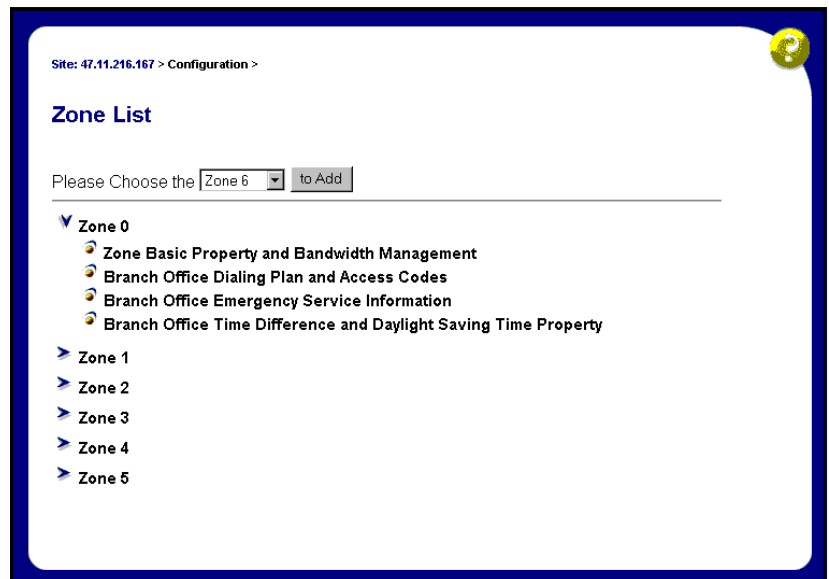 Site: 47.11.216.167 > Configuration >
Zone List
Please Choose the Zone 6 to Add
Zone 0
Zone Basic Property and Bandwidth Management
Branch Office Dialing Plan and Access Codes
Branch Office Emergency Service Information
Branch Office Time Difference and Daylight Saving Time Property
Zone 1
Zone 2
Zone 3
Zone 4
Zone 5